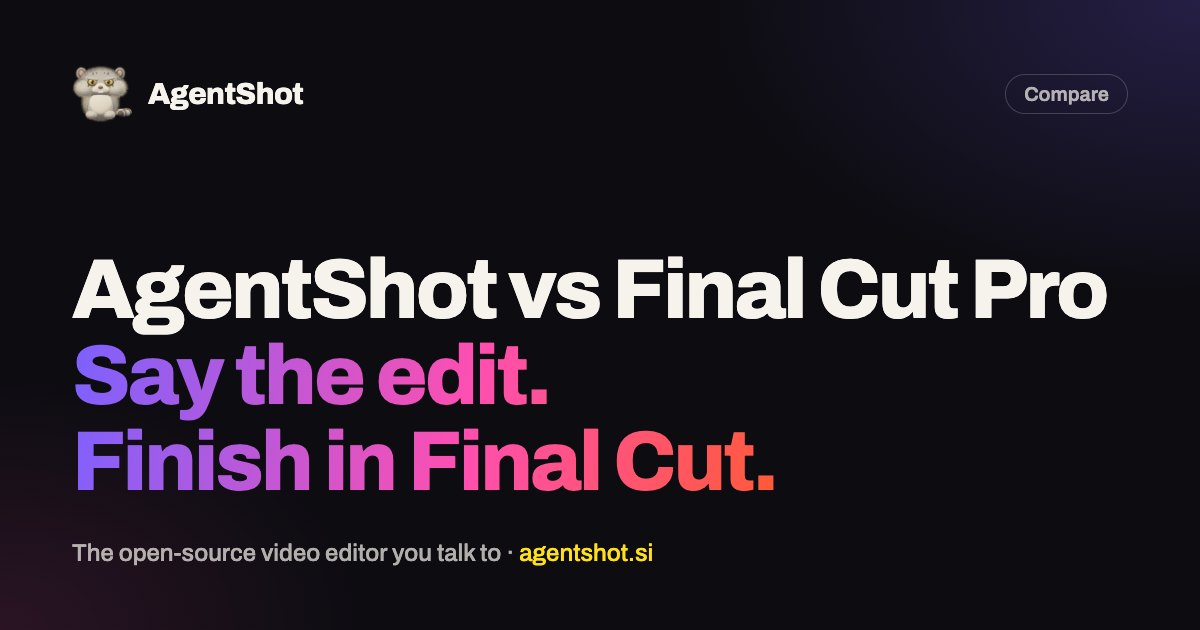 AgentShot
Compare
AgentShot vs Final Cut Pro
Say the edit.
Finish in Final Cut.
The open-source video editor you talk to · agentshot.si